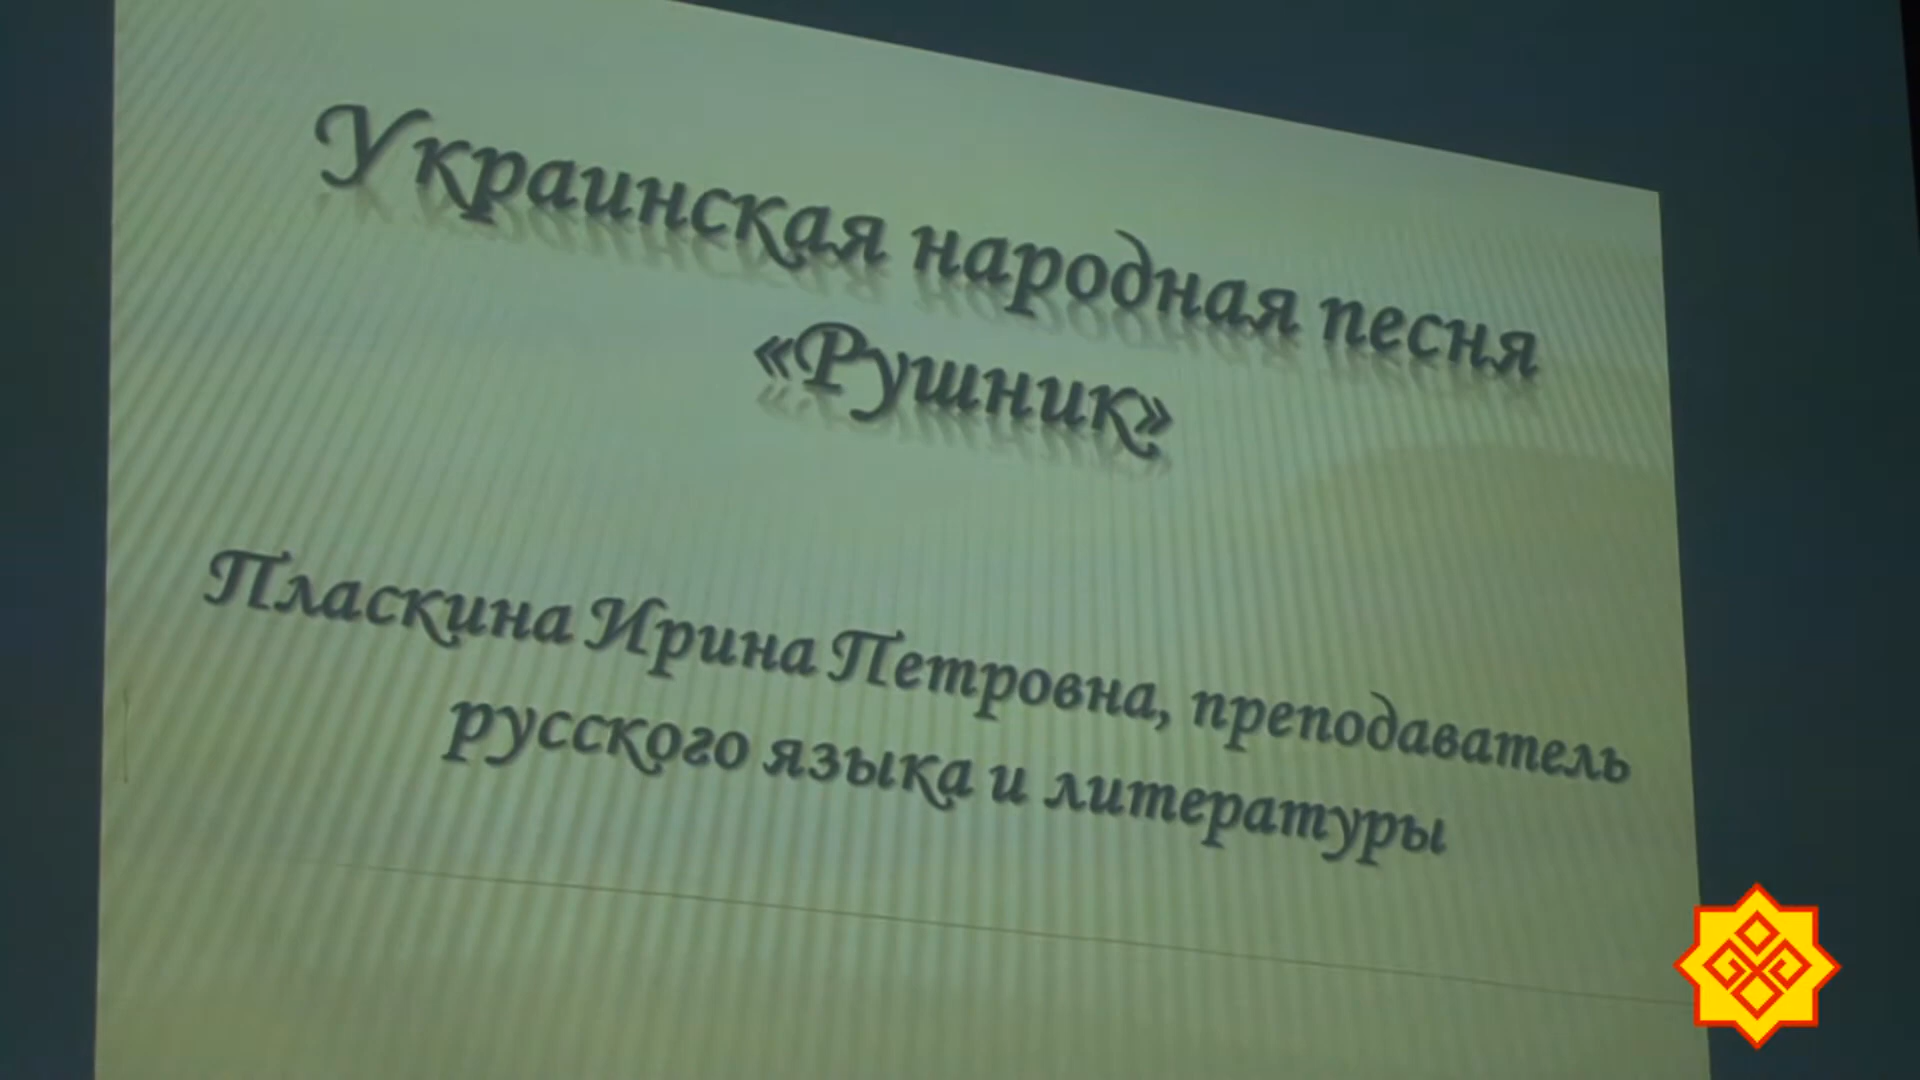 Украинская народная песня
«Рушник»
Пласкина Ирина Петровна, преподаватель
русского языка и литературы